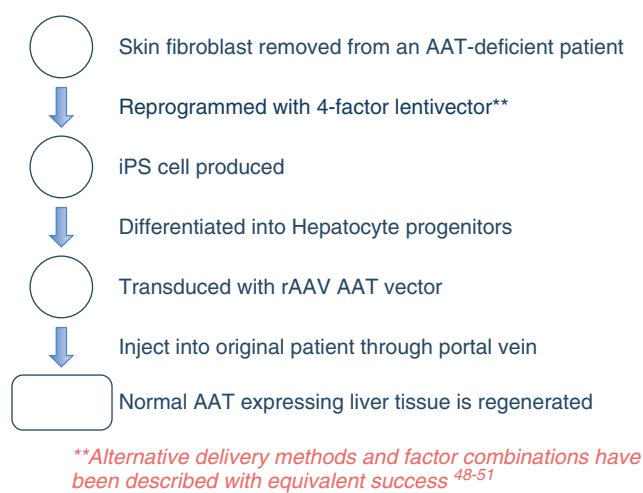 Skin fibroblast removed from an AAT-deficient patient
Reprogrammed with 4-factor lentivector**
iPS cell produced
Differentiated into Hepatocyte progenitors
Transduced with rAAV AAT vector
Inject into original patient through portal vein
Normal AAT expressing liver tissue is regenerated
**Alternative delivery methods and factor combinations have
been described with equivalent success 48-51